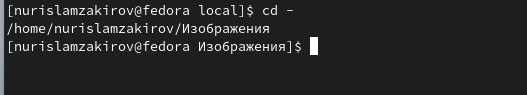 [nurislamzakirov@fedora local]$ cd -
/home/nurislamzakirov/Изображения
[nurislamzakirov@fedora Изображения]$